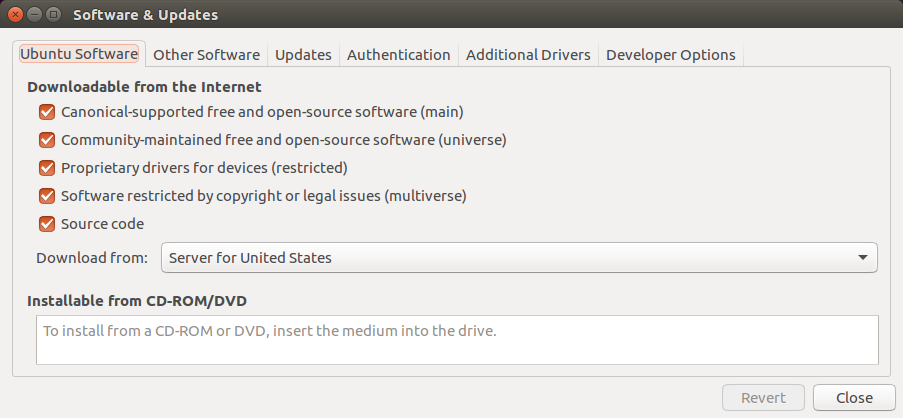 Software & Updates
Ubuntu Software Other Software Updates Authentication Additional Drivers Developer Options
Downloadable from the Internet
Canonical-supported free and open-source software (main)
Community-maintained free and open-source software (universe)
Proprietary drivers for devices (restricted)
Software restricted by copyright or legal issues (multiverse)
Source code
Download from: Server for United States
Installable from CD-ROM/DVD
To install from a CD-ROM or DVD, insert the medium into the drive.
Revert Close